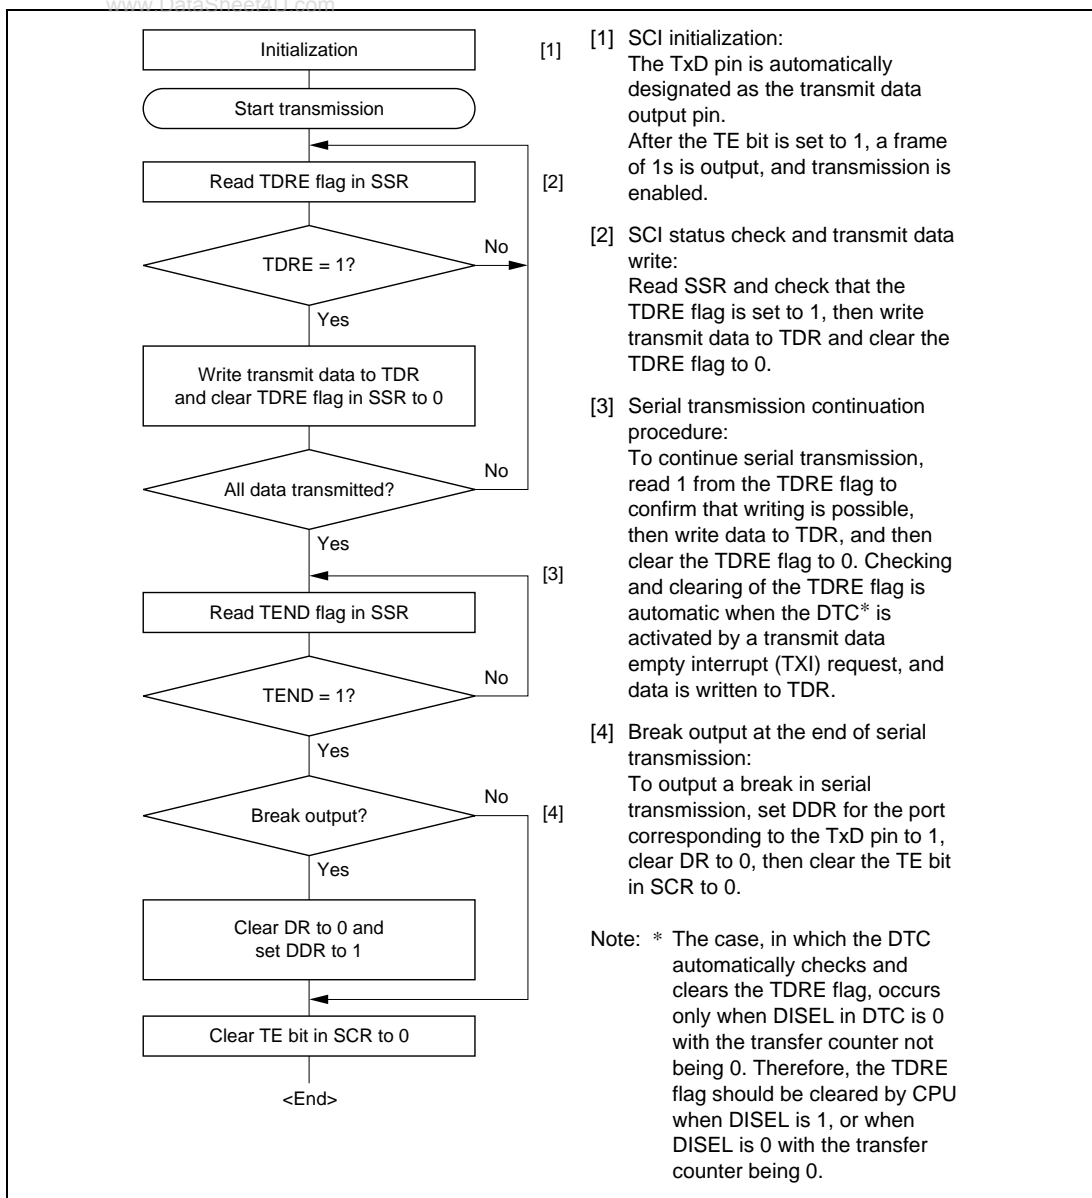 www.DataSheet4U.com
Initialization
[1]
Start transmission
Read TDRE flag in SSR
[2]
TDRE = 1?
No
Yes
Write transmit data to TDR
and clear TDRE flag in SSR to 0
All data transmitted?
No
Yes
[3]
Read TEND flag in SSR
TEND = 1?
No
Yes
Break output?
No
[4]
Yes
Clear DR to 0 and
set DDR to 1
Clear TE bit in SCR to 0
<End>
[1] SCI initialization:
The TxD pin is automatically
designated as the transmit data
output pin.
After the TE bit is set to 1, a frame
of 1s is output, and transmission is
enabled.
[2] SCI status check and transmit data
write:
Read SSR and check that the
TDRE flag is set to 1, then write
transmit data to TDR and clear the
TDRE flag to 0.
[3] Serial transmission continuation
procedure:
To continue serial transmission,
read 1 from the TDRE flag to
confirm that writing is possible,
then write data to TDR, and then
clear the TDRE flag to 0. Checking
and clearing of the TDRE flag is
automatic when the DTC* is
activated by a transmit data
empty interrupt (TXI) request, and
data is written to TDR.
[4] Break output at the end of serial
transmission:
To output a break in serial
transmission, set DDR for the port
corresponding to the TxD pin to 1,
clear DR to 0, then clear the TE bit
in SCR to 0.
Note: * The case, in which the DTC
automatically checks and
clears the TDRE flag, occurs
only when DISEL in DTC is 0
with the transfer counter not
being 0. Therefore, the TDRE
flag should be cleared by CPU
when DISEL is 1, or when
DISEL is 0 with the transfer
counter being 0.